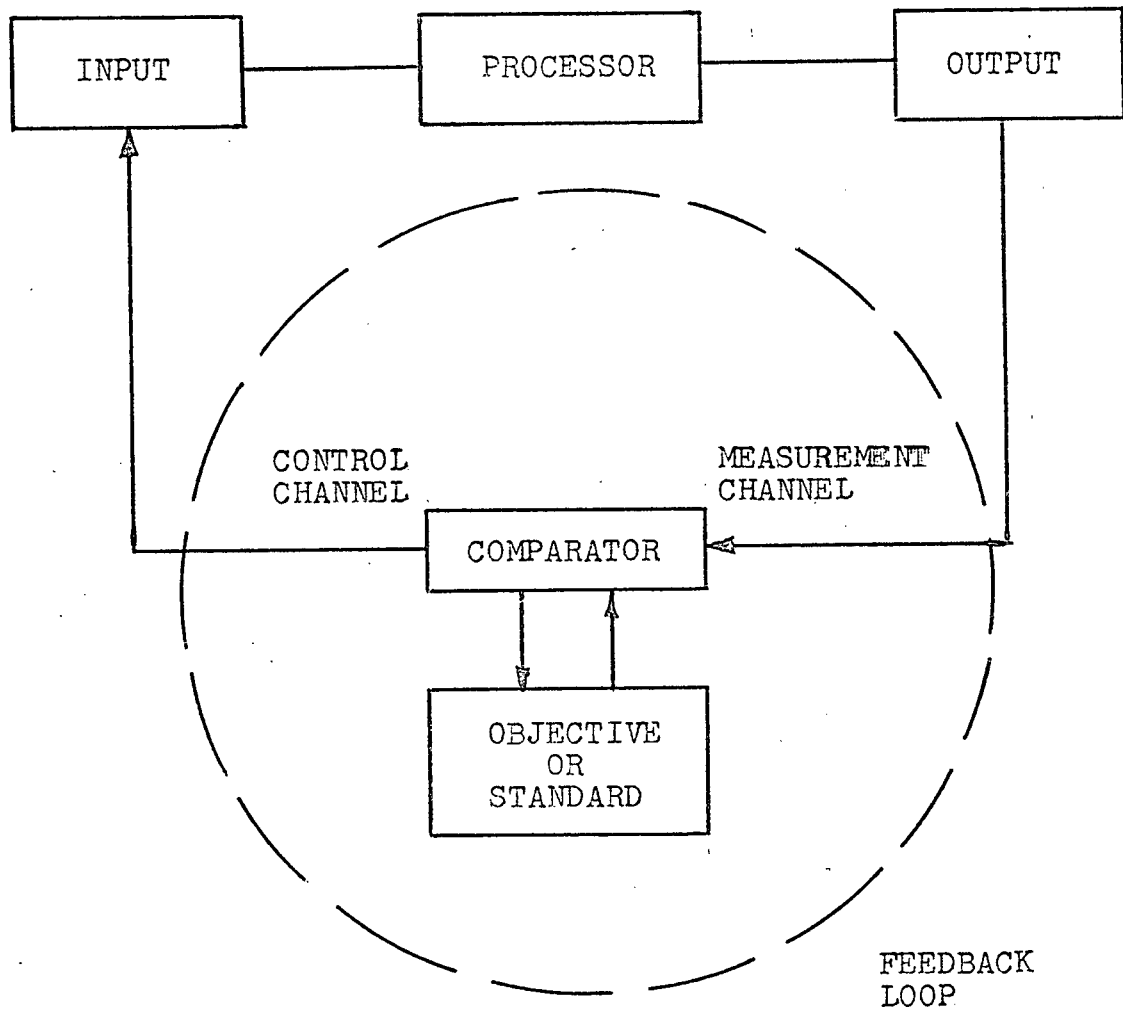 INPUT
PROCESSOR
OUTPUT
CONTROL
CHANNEL
MEASUREMENT
CHANNEL
COMPARATOR
OBJECTIVE
OR
STANDARD
FEEDBACK
LOOP